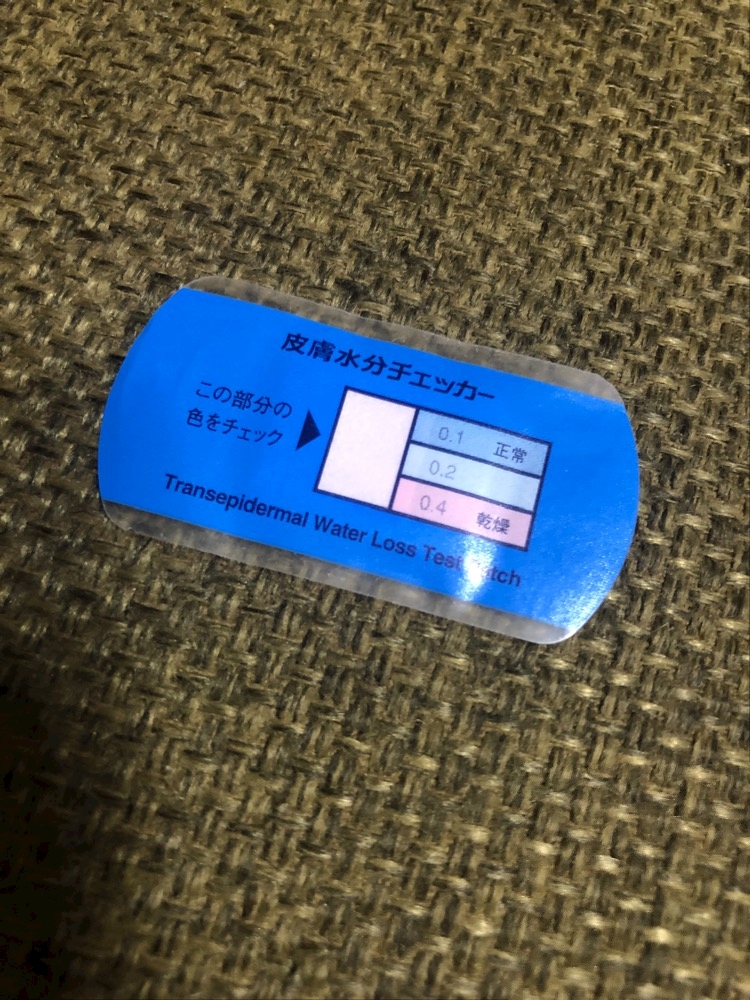 皮膚水分チェッカー
この部分の
色をチェック
0.1 正常
0.2
0.4 乾燥
Transepidermal Water Loss Test Patch